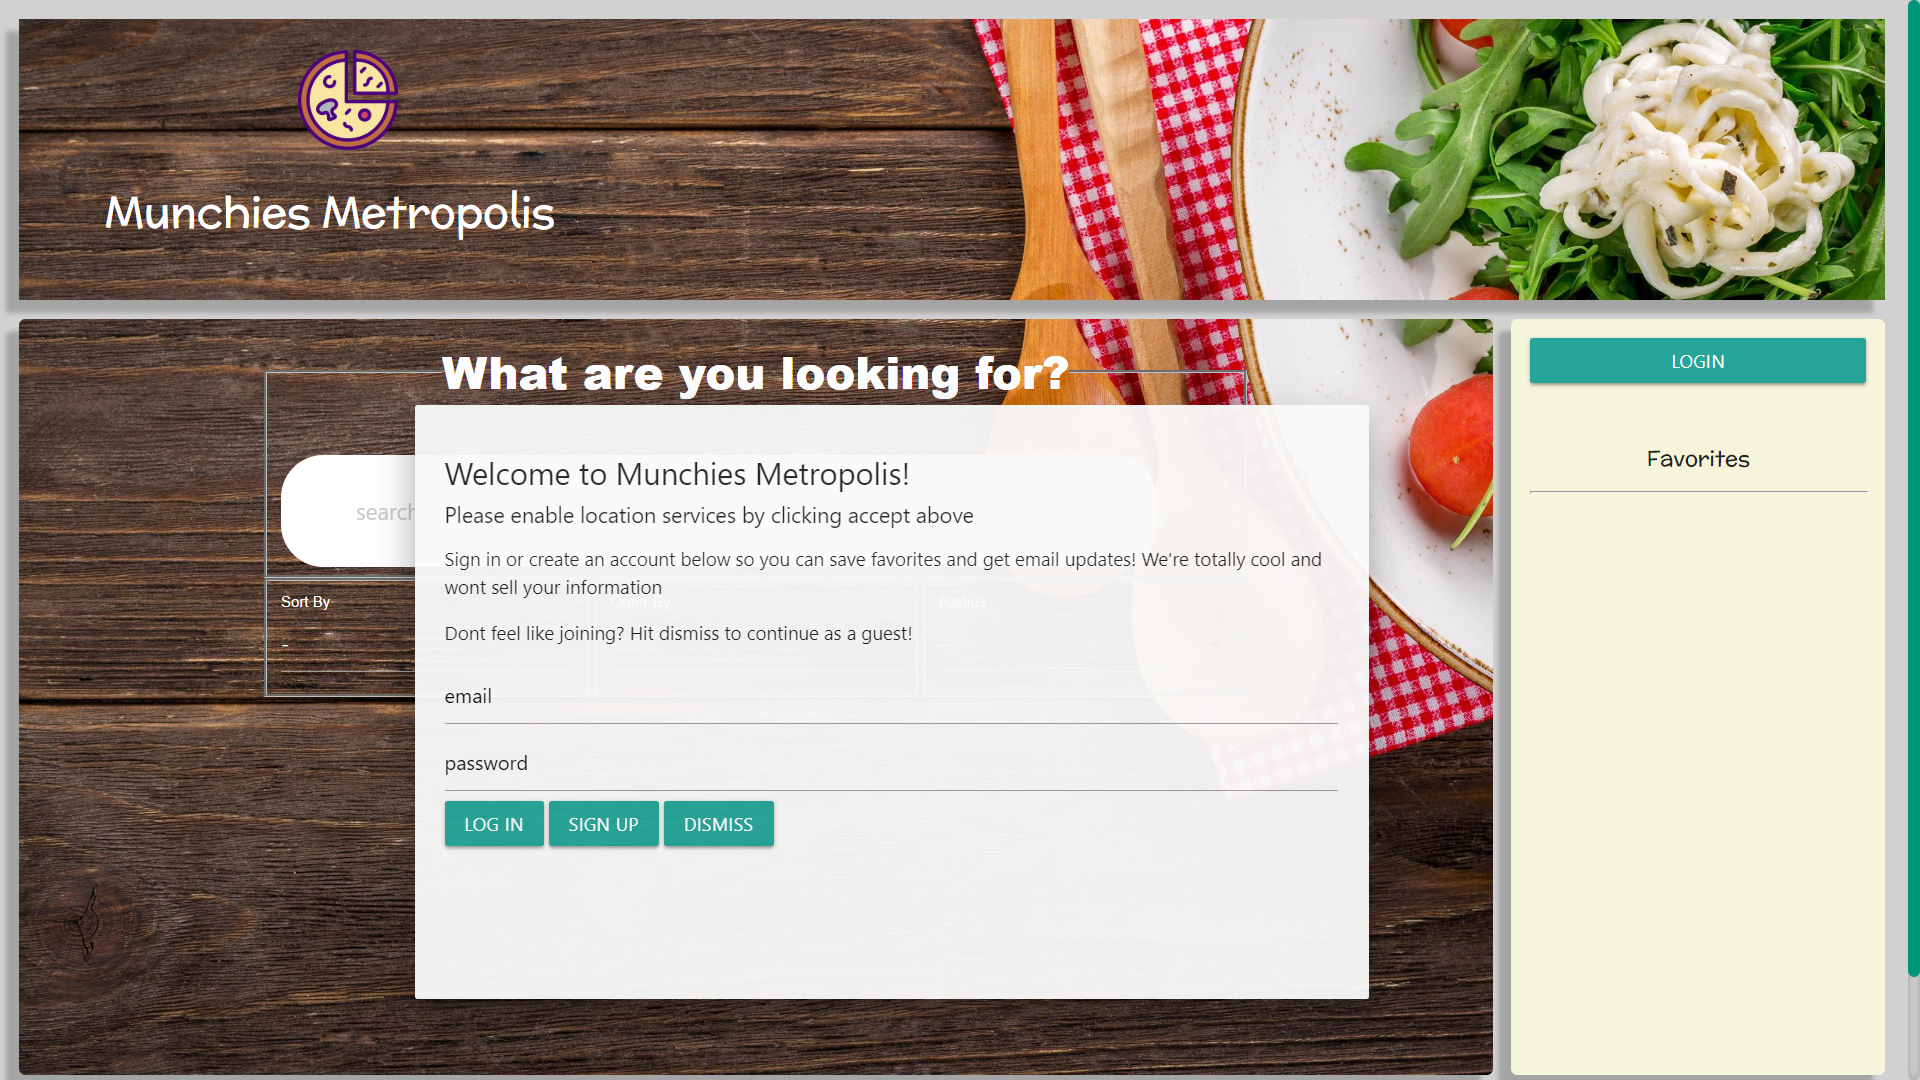 Munchies Metropolis
What are you looking for?
LOGIN
Favorites
search
Welcome to Munchies Metropolis!
Please enable location services by clicking accept above
Sign in or create an account below so you can save favorites and get email updates! We're totally cool and
wont sell your information
Sort By
Order By
Radius
-
-
Dont feel like joining? Hit dismiss to continue as a guest!
email
password
LOG IN
SIGN UP
DISMISS